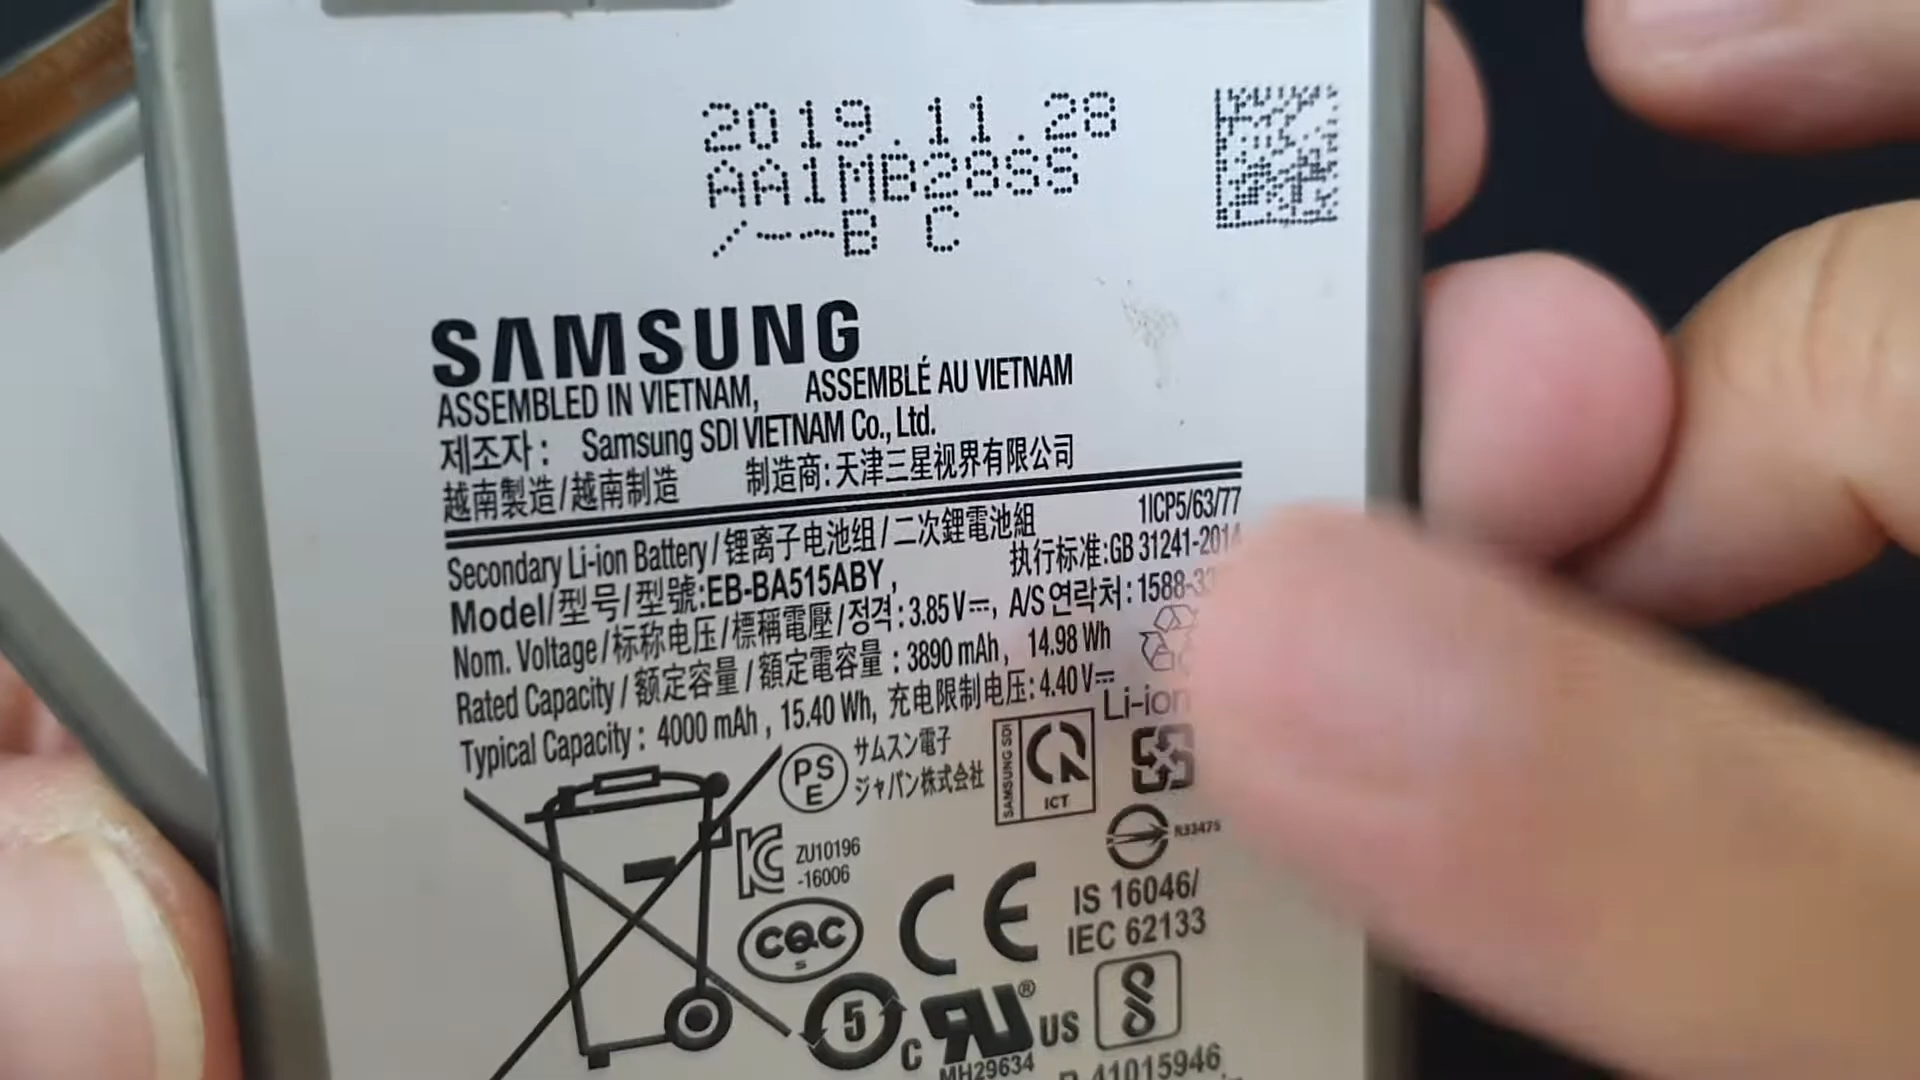 2019.11.28
AA1MB28SS
/--B C
SAMSUNG
ASSEMBLED IN VIETNAM, ASSEMBLÉ AU VIETNAM
제조자 : Samsung SDI VIETNAM Co., Ltd.
越南製造/越南制造 制造商:天津三星视界有限公司
1ICP5/63/77
Secondary Li-ion Battery/锂离子电池组/二次鋰電池組
执行标准:GB 31241-2014
Model/型号/型號:EB-BA515ABY,
Nom. Voltage/标称电压/標稱電壓/정격:3.85V⎓, A/S연락처:1588-
Rated Capacity/额定容量/額定電容量:3890 mAh, 14.98 Wh
Typical Capacity: 4000 mAh, 15.40 Wh, 充电限制电压:4.40V⎓
Li-ion
PSE
サムスン電子
ジャパン株式会社
SAMSUNG SDI
ICT
R33475
ZU10196
-16006
CQC
S
CE
IS 16046/
IEC 62133
5
C RU® US
MH29634
R-41015946